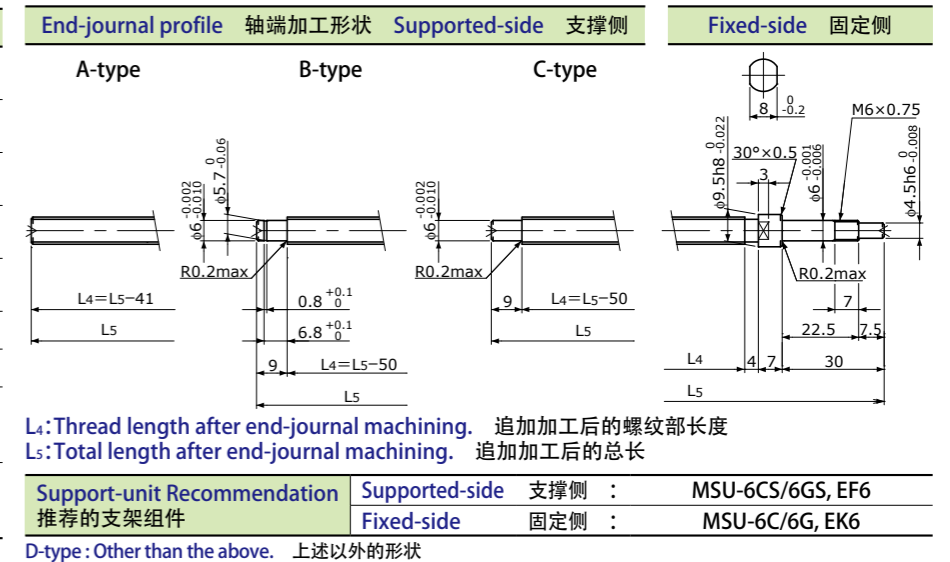 End-journal profile 轴端加工形状 Supported-side 支撑侧
Fixed-side 固定侧
A-type
B-type
C-type
8 0 -0.2
M6×0.75
φ9.5h8 0 -0.022
30°×0.5
φ6 -0.001 -0.006
φ4.5h6 0 -0.008
3
φ6 -0.002 -0.010
φ5.7 0 -0.06
φ6 -0.002 -0.010
R0.2max
R0.2max
R0.2max
L4=L5−41
L5
0.8 +0.1 0
6.8 +0.1 0
9
L4=L5−50
L5
9
L4=L5−50
L5
7
22.5
7.5
L4
4
7
30
L5
L4:Thread length after end-journal machining. 追加加工后的螺纹部长度
L5:Total length after end-journal machining. 追加加工后的总长
Support-unit Recommendation
推荐的支架组件
Supported-side 支撑侧 : MSU-6CS/6GS, EF6
Fixed-side 固定侧 : MSU-6C/6G, EK6
D-type : Other than the above. 上述以外的形状